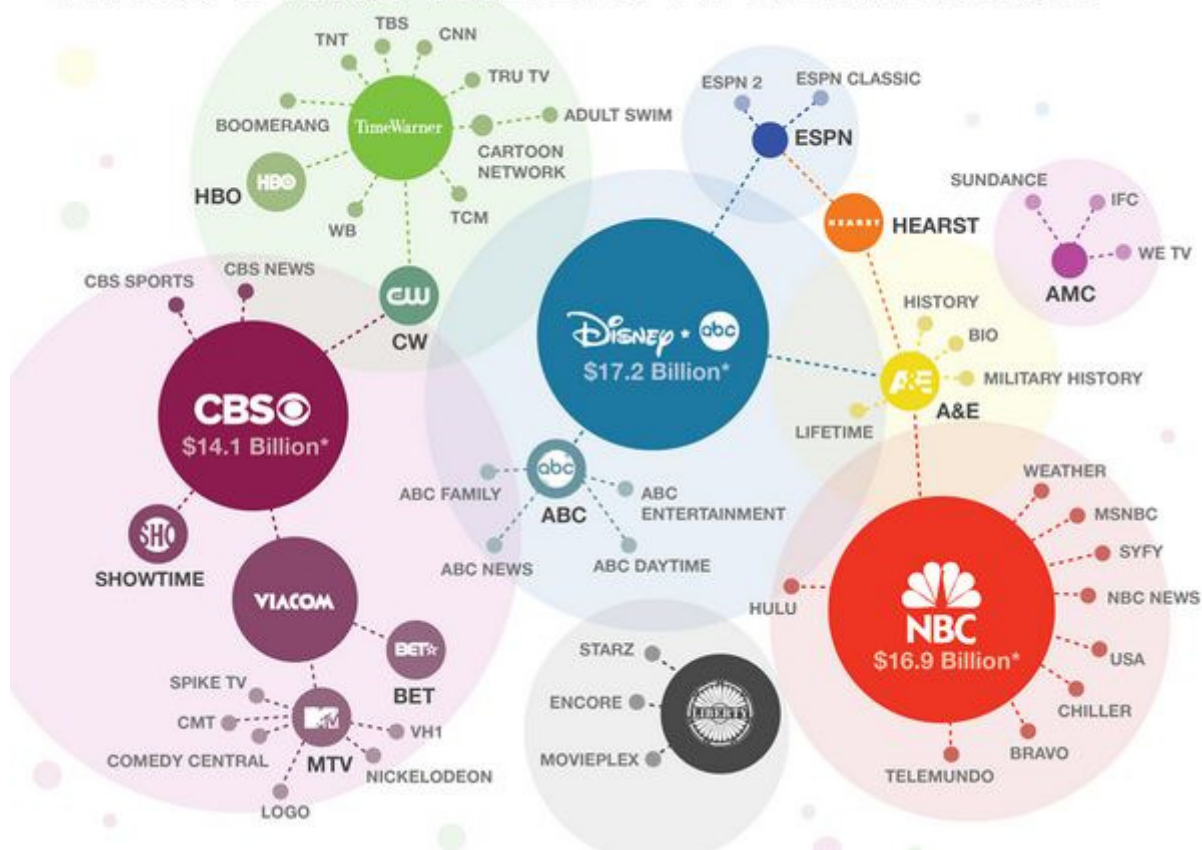 TBS
TNT
CNN
TRU TV
BOOMERANG
TimeWarner
ADULT SWIM
CARTOON
NETWORK
HBO
HBO
WB
TCM
ESPN 2
ESPN CLASSIC
ESPN
HEARST
HEARST
SUNDANCE
IFC
WE TV
AMC
CBS SPORTS
CBS NEWS
CW
CW
CBS
$14.1 Billion*
DISNEY * abc
$17.2 Billion*
HISTORY
BIO
A&E
MILITARY HISTORY
A&E
LIFETIME
abc
ABC FAMILY
ABC
ABC
ENTERTAINMENT
ABC NEWS
ABC DAYTIME
SHO
SHOWTIME
VIACOM
BET
BET
SPIKE TV
CMT
COMEDY CENTRAL
MTV
MTV
VH1
NICKELODEON
LOGO
STARZ
ENCORE
MOVIEPLEX
LIBERTY
WEATHER
MSNBC
SYFY
NBC NEWS
HULU
NBC
$16.9 Billion*
USA
CHILLER
BRAVO
TELEMUNDO